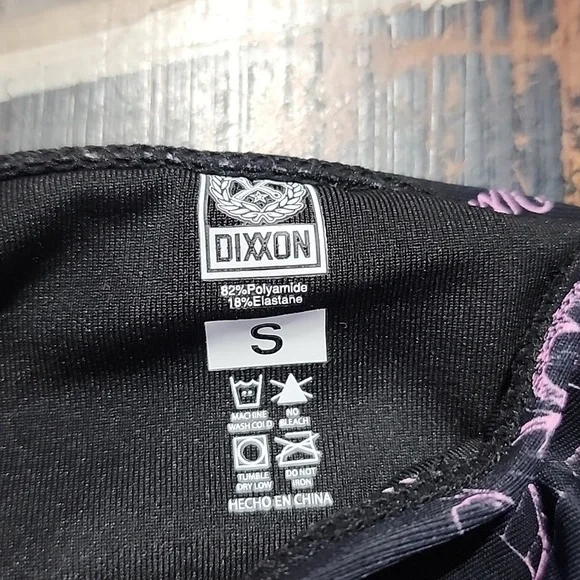 DIXXON
82%Polyamide
18%Elastane
S
MACHINE
WASH COLD
NO
BLEACH
TUMBLE
DRY LOW
DO NOT
IRON
HECHO EN CHINA